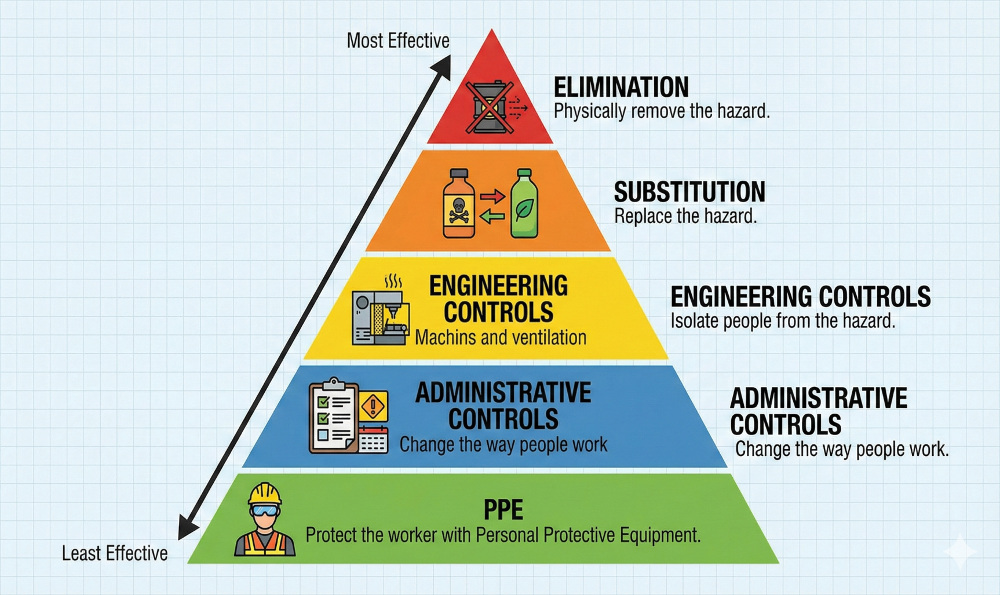 Most Effective
ELIMINATION
Physically remove the hazard.
SUBSTITUTION
Replace the hazard.
ENGINEERING
CONTROLS
Machins and ventilation
ENGINEERING CONTROLS
Isolate people from the hazard.
ADMINISTRATIVE
CONTROLS
Change the way people work
ADMINISTRATIVE
CONTROLS
Change the way people work.
PPE
Protect the worker with Personal Protective Equipment.
Least Effective